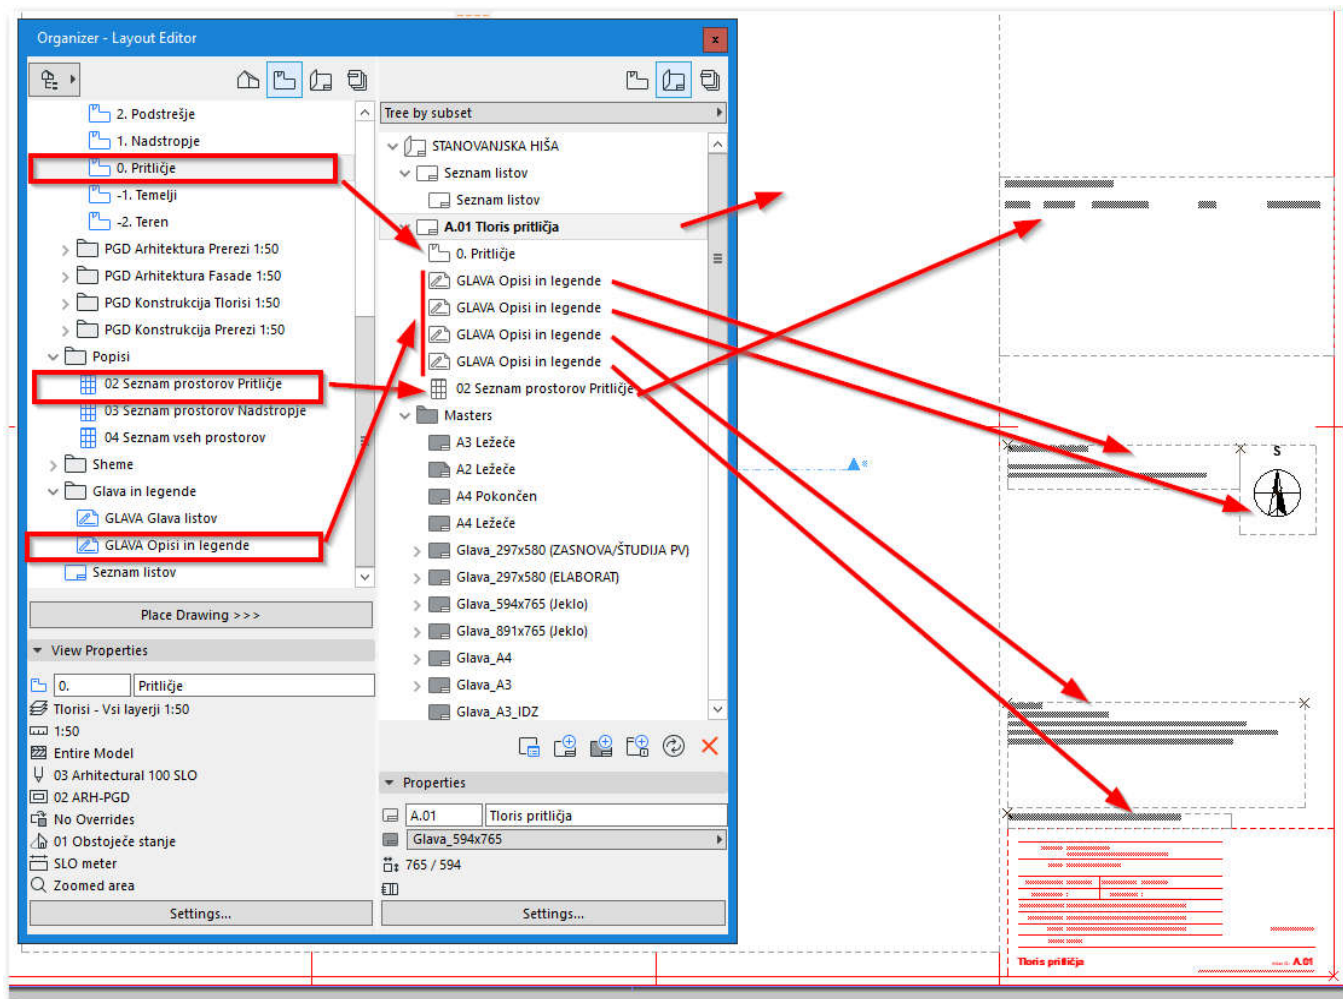 Organizer - Layout Editor
x
2. Podstrešje
1. Nadstropje
0. Pritličje
-1. Temelji
-2. Teren
PGD Arhitektura Prerezi 1:50
PGD Arhitektura Fasade 1:50
PGD Konstrukcija Tlorisi 1:50
PGD Konstrukcija Prerezi 1:50
Popisi
02 Seznam prostorov Pritličje
03 Seznam prostorov Nadstropje
04 Seznam vseh prostorov
Sheme
Glava in legende
GLAVA Glava listov
GLAVA Opisi in legende
Seznam listov
Place Drawing >>>
View Properties
0.
Pritličje
Tlorisi - Vsi layerji 1:50
1:50
Entire Model
03 Arhitectural 100 SLO
02 ARH-PGD
No Overrides
01 Obstoječe stanje
SLO meter
Zoomed area
Settings...
Tree by subset
STANOVANJSKA HIŠA
Seznam listov
Seznam listov
A.01 Tloris pritličja
0. Pritličje
GLAVA Opisi in legende
GLAVA Opisi in legende
GLAVA Opisi in legende
GLAVA Opisi in legende
02 Seznam prostorov Pritličje
Masters
A3 Ležeče
A2 Ležeče
A4 Pokončen
A4 Ležeče
Glava_297x580 (ZASNOVA/ŠTUDIJA PV)
Glava_297x580 (ELABORAT)
Glava_594x765 (Jeklo)
Glava_891x765 (Jeklo)
Glava_A4
Glava_A3
Glava_A3_IDZ
Properties
A.01
Tloris pritličja
Glava_594x765
765 / 594
Settings...
S
Tloris pritličja
A.01